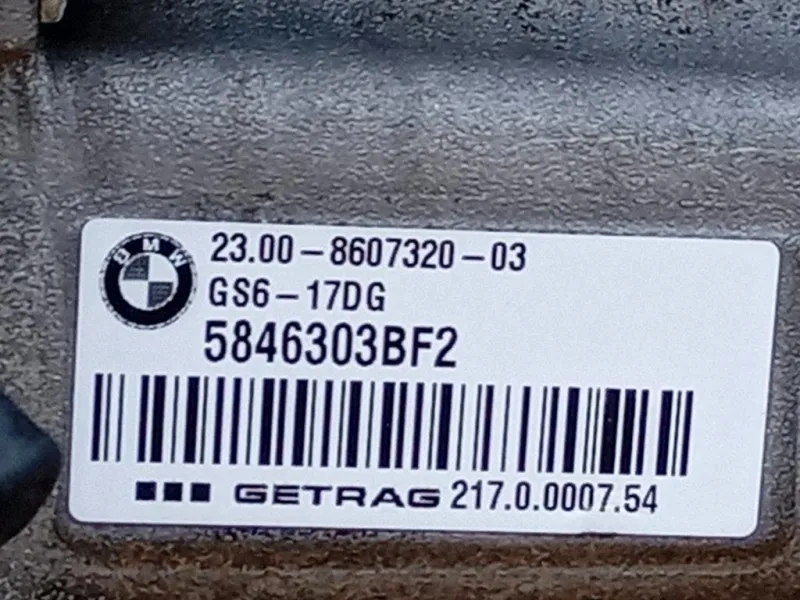 BMW
23.00-8607320-03
GS6-17DG
5846303BF2
GETRAG 217.0.0007.54